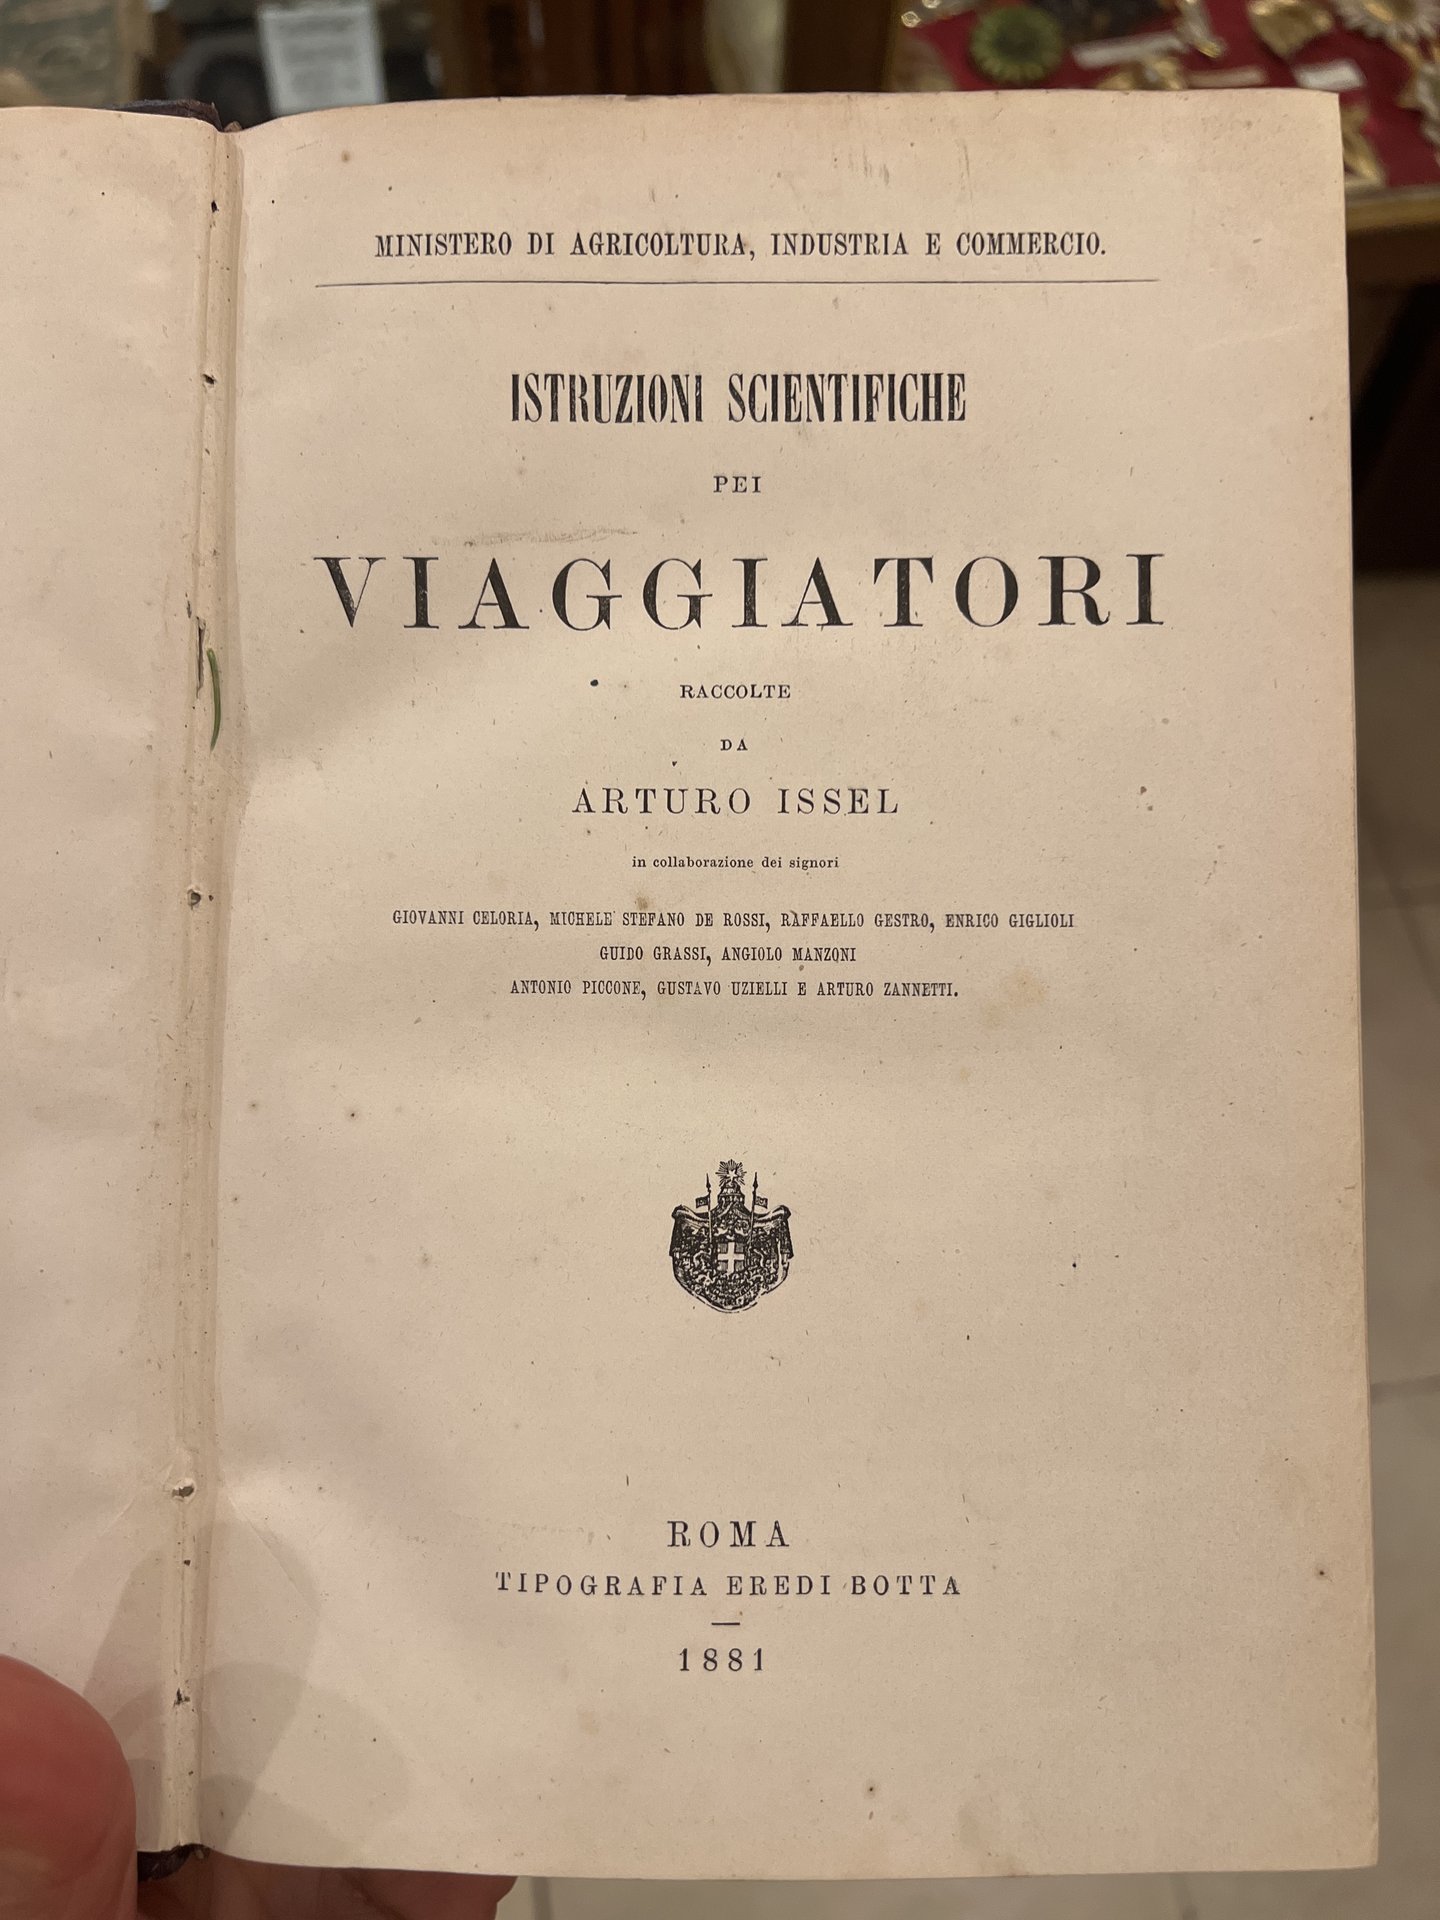 MINISTERO DI AGRICOLTURA, INDUSTRIA E COMMERCIO.
ISTRUZIONI SCIENTIFICHE
PEI
VIAGGIATORI
RACCOLTE
DA
ARTURO ISSEL
in collaborazione dei signori
GIOVANNI CELORIA, MICHELE STEFANO DE ROSSI, RAFFAELLO GESTRO, ENRICO GIGLIOLI
GUIDO GRASSI, ANGIOLO MANZONI
ANTONIO PICCONE, GUSTAVO UZIELLI E ARTURO ZANNETTI.
ROMA
TIPOGRAFIA EREDI BOTTA
1881